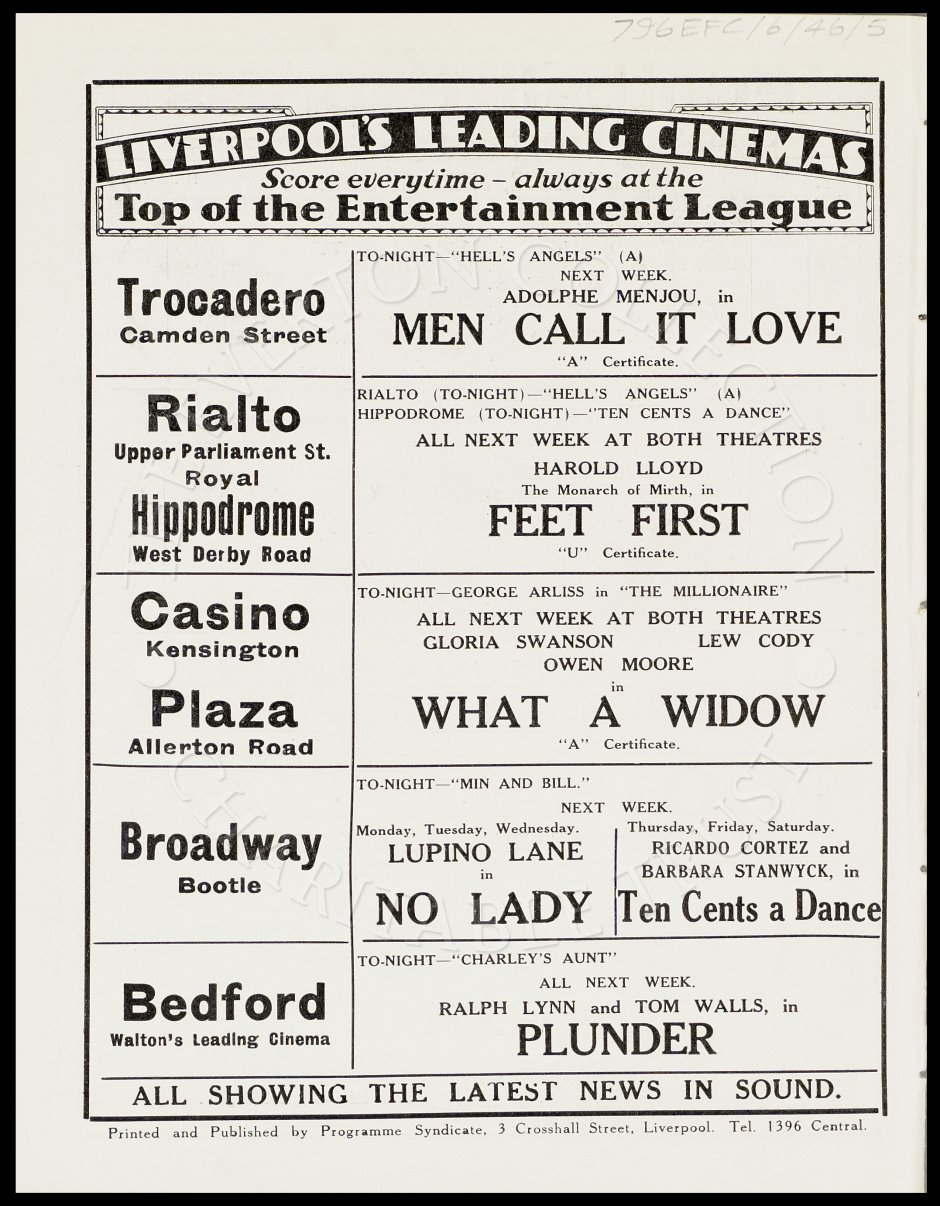 796EFC/6/46/5
LIVERPOOL'S LEADING CINEMAS
Score everytime – always at the
Top of the Entertainment League
Trocadero
Camden Street
TO-NIGHT—"HELL'S ANGELS" (A)
NEXT WEEK.
ADOLPHE MENJOU, in
MEN CALL IT LOVE
"A" Certificate.
Rialto
Upper Parliament St.
Royal
Hippodrome
West Derby Road
RIALTO (TO-NIGHT)—"HELL'S ANGELS" (A)
HIPPODROME (TO-NIGHT)—"TEN CENTS A DANCE"
ALL NEXT WEEK AT BOTH THEATRES
HAROLD LLOYD
The Monarch of Mirth, in
FEET FIRST
"U" Certificate.
Casino
Kensington
Plaza
Allerton Road
TO-NIGHT—GEORGE ARLISS in "THE MILLIONAIRE"
ALL NEXT WEEK AT BOTH THEATRES
GLORIA SWANSON LEW CODY
OWEN MOORE
in
WHAT A WIDOW
"A" Certificate.
Broadway
Bootle
TO-NIGHT—"MIN AND BILL."
NEXT WEEK.
Monday, Tuesday, Wednesday.
LUPINO LANE
in
NO LADY
Thursday, Friday, Saturday.
RICARDO CORTEZ and
BARBARA STANWYCK, in
Ten Cents a Dance
Bedford
Walton's Leading Cinema
TO-NIGHT—"CHARLEY'S AUNT"
ALL NEXT WEEK.
RALPH LYNN and TOM WALLS, in
PLUNDER
ALL SHOWING THE LATEST NEWS IN SOUND.
Printed and Published by Programme Syndicate, 3 Crosshall Street, Liverpool. Tel. 1396 Central.
THE EVERTON COLLECTION
CHARITABLE TRUST